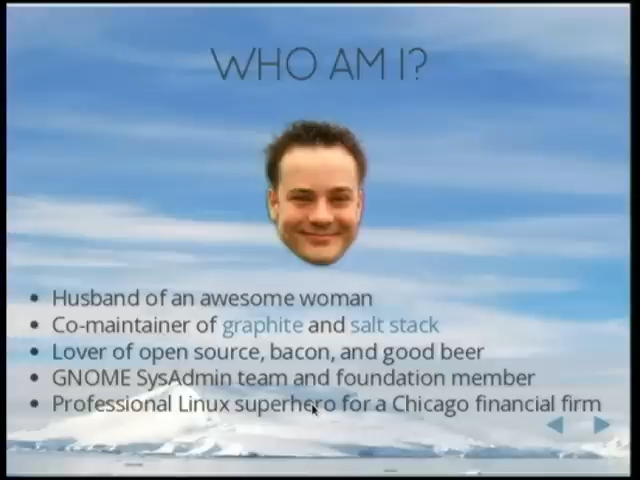 WHO AM I?
Husband of an awesome woman
Co-maintainer of graphite and salt stack
Lover of open source, bacon, and good beer
GNOME SysAdmin team and foundation member
Professional Linux superhero for a Chicago financial firm